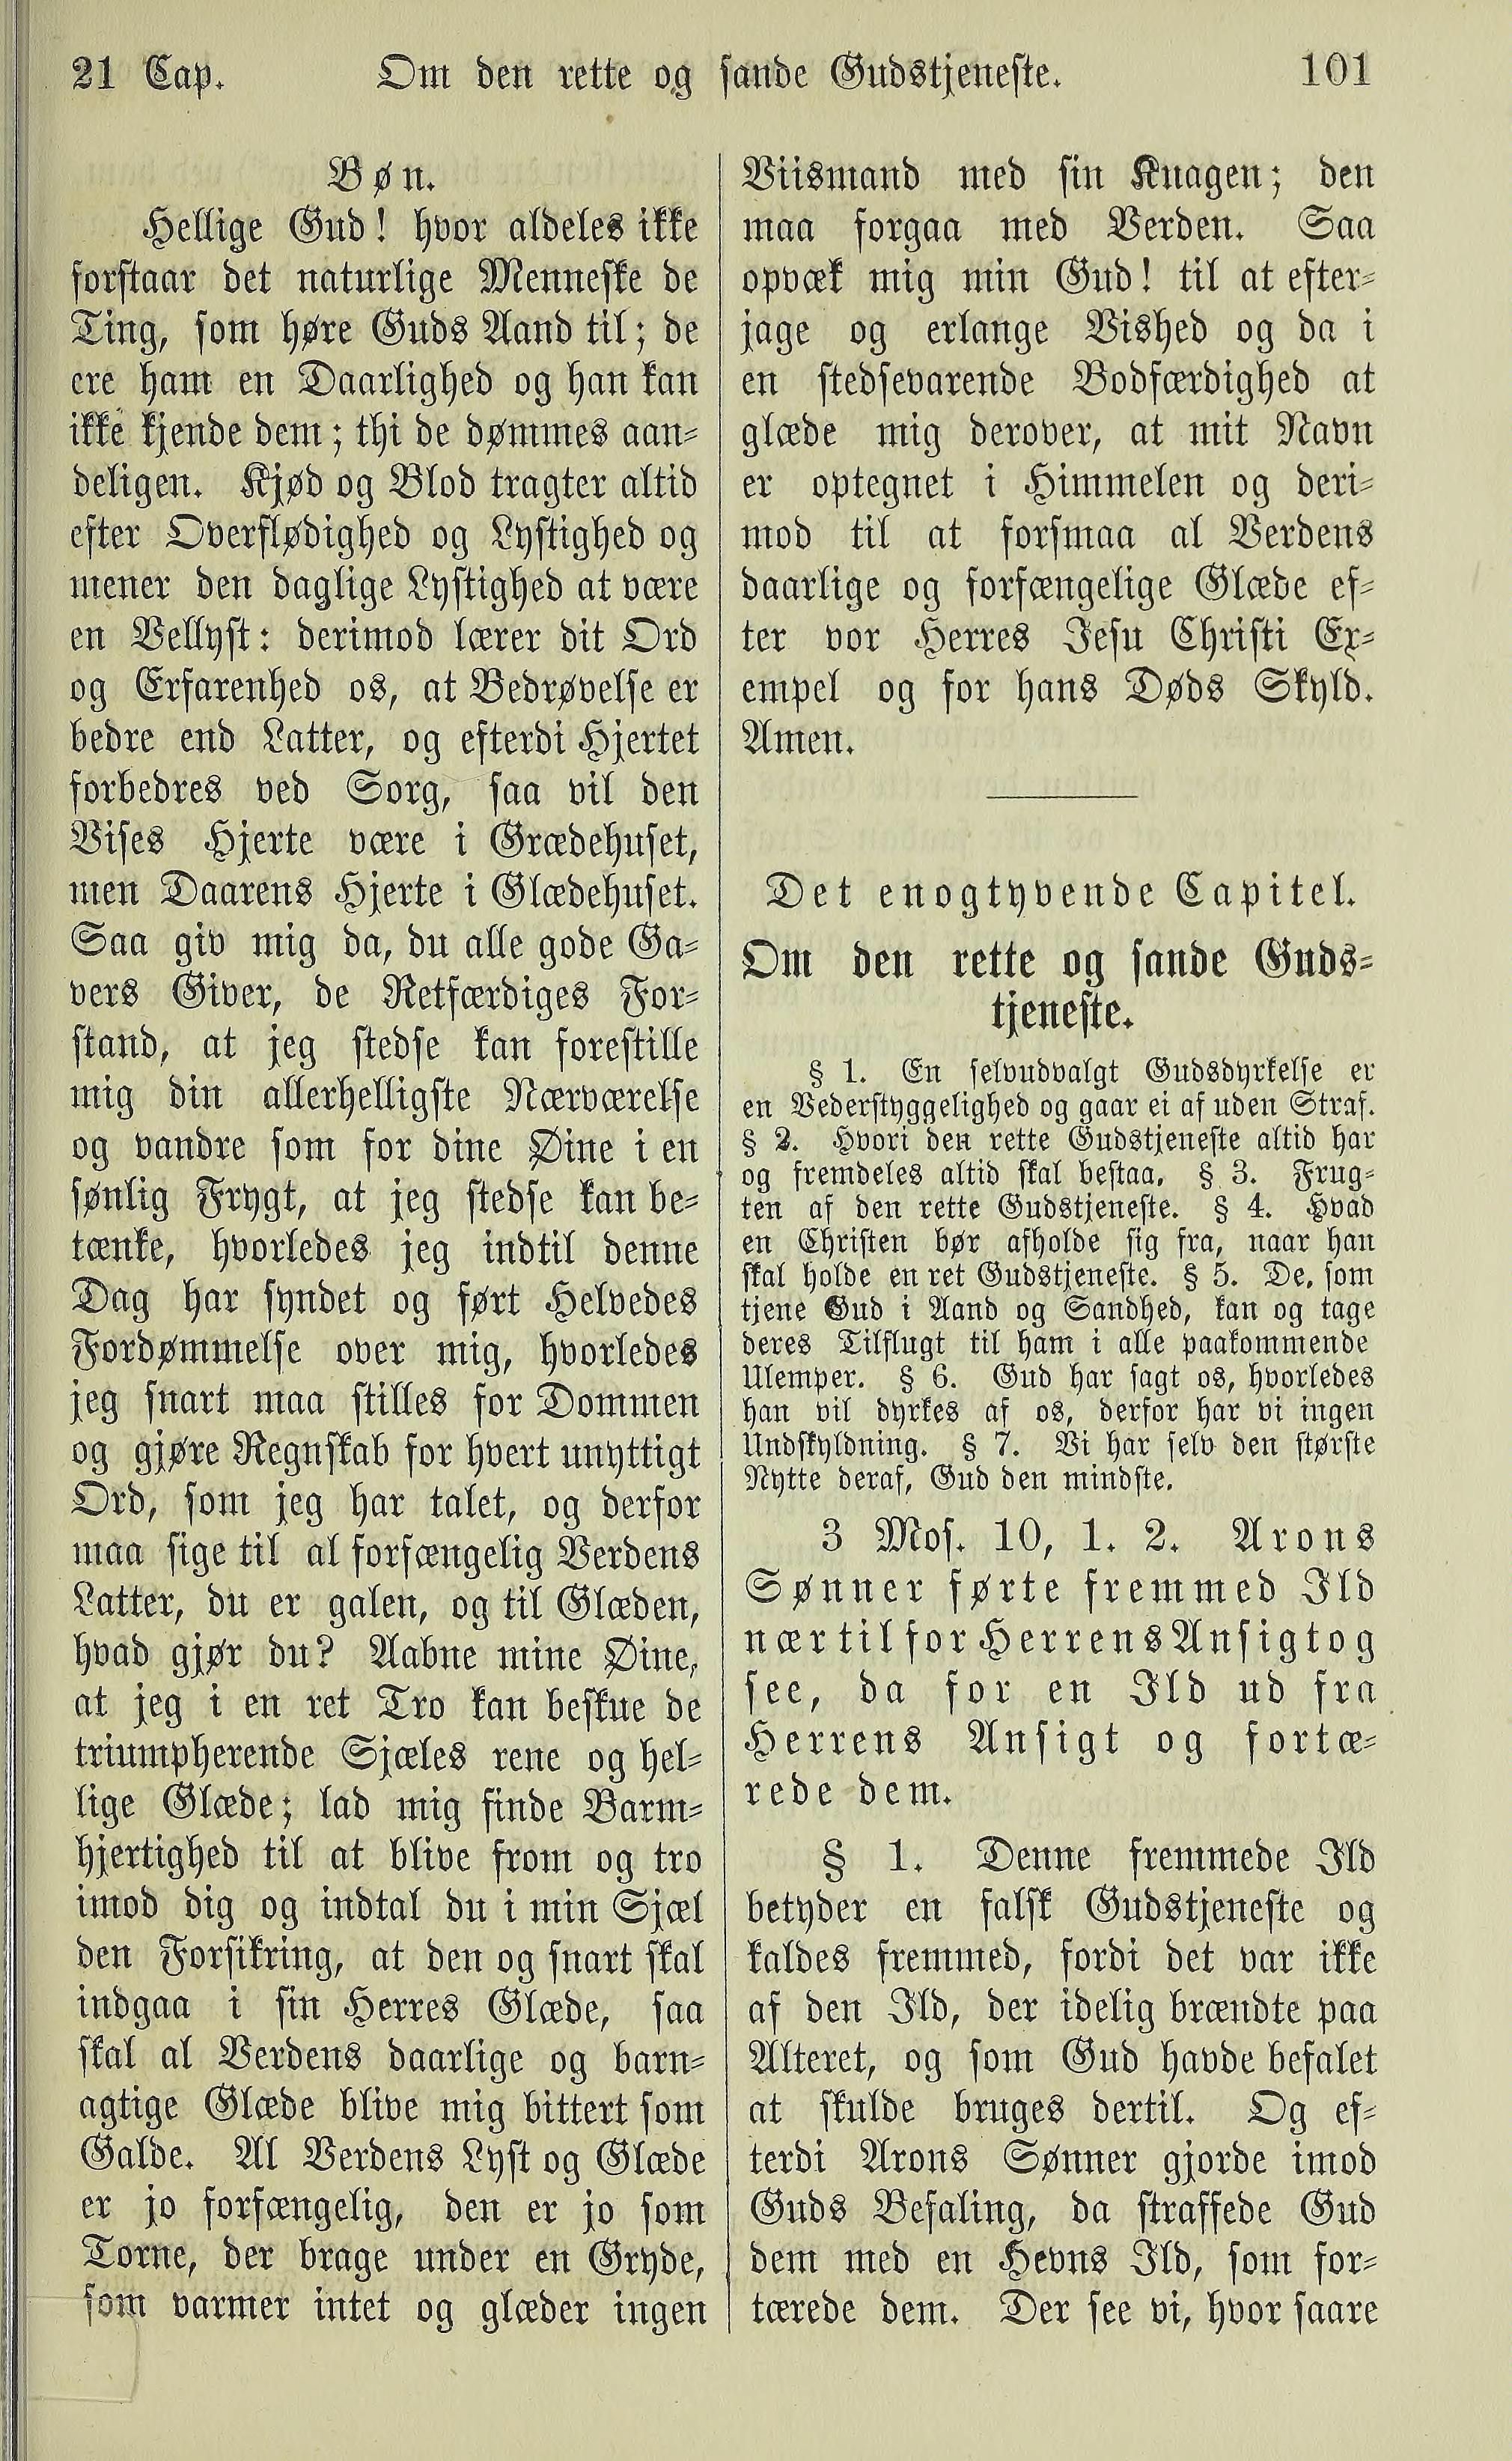 21 Cap. Om den rette og sande Gudstjeneste. 101
Bøn.
Hellige Gud! hvor aldeles ikke
forstaar det naturlige Menneske de
Ting, som høre Guds Aand til; de
ere ham en Daarlighed og han kan
ikke kjende dem; thi de dømmes aan-
deligen. Kjød og Blod tragter altid
efter Overflødighed og Lystighed og
mener den daglige Lystighed at være
en Vellyst: derimod lærer dit Ord
og Erfarenhed os, at Bedrøvelse er
bedre end Latter, og efterdi Hjertet
forbedres ved Sorg, saa vil den
Vises Hjerte være i Grædehuset,
men Daarens Hjerte i Glædehuset.
Saa giv mig da, du alle gode Ga-
vers Giver, de Retfærdiges For-
stand, at jeg stedse kan forestille
mig din allerhelligste Nærværelse
og vandre som for dine Øine i en
sønlig Frygt, at jeg stedse kan be-
tænke, hvorledes jeg indtil denne
Dag har syndet og ført Helvedes
Fordømmelse over mig, hvorledes
jeg snart maa stilles for Dommen
og gjøre Regnskab for hvert unyttigt
Ord, som jeg har talet, og derfor
maa sige til al forfængelig Verdens
Latter, du er galen, og til Glæden,
hvad gjør du? Aabne mine Øine,
at jeg i en ret Tro kan beskue de
triumpherende Sjæles rene og hel-
lige Glæde; lad mig finde Barm-
hjertighed til at blive from og tro
imod dig og indtal du i min Sjæl
den Forsikring, at den og snart skal
indgaa i sin Herres Glæde, saa
skal al Verdens daarlige og barn-
agtige Glæde blive mig bittert som
Galde. Al Verdens Lyst og Glæde
er jo forfængelig, den er jo som
Torne, der brage under en Gryde,
som varmer intet og glæder ingen
Viismand med sin Knagen; den
maa forgaa med Verden. Saa
opvæk mig min Gud! til at efter-
jage og erlange Vished og da i
en stedsevarende Bodfærdighed at
glæde mig derover, at mit Navn
er optegnet i Himmelen og deri-
mod til at forsmaa al Verdens
daarlige og forfængelige Glæde ef-
ter vor Herres Jesu Christi Ex-
empel og for hans Døds Skyld.
Amen.
Det enogtyvende Capitel.
Om den rette og sande Guds-
tjeneste.
§ 1. En selvudvalgt Gudsdyrkelse er
en Vederstyggelighed og gaar ei af uden Straf.
§ 2. Hvori den rette Gudstjeneste altid har
og fremdeles altid skal bestaa. § 3. Frug-
ten af den rette Gudstjeneste. § 4. Hvad
en Christen bør afholde sig fra, naar han
skal holde en ret Gudstjeneste. § 5. De, som
tjene Gud i Aand og Sandhed, kan og tage
deres Tilflugt til ham i alle paakommende
Ulemper. § 6. Gud har sagt os, hvorledes
han vil dyrkes af os, derfor har vi ingen
Undskyldning. § 7. Vi har selv den største
Nytte deraf, Gud den mindste.
3 Mos. 10, 1. 2. Arons
Sønner førte fremmed Ild
nær til for Herrens Ansigt og
see, da for en Ild ud fra
Herrens Ansigt og fortæ-
rede dem.
§ 1. Denne fremmede Ild
betyder en falsk Gudstjeneste og
kaldes fremmed, fordi det var ikke
af den Ild, der idelig brændte paa
Alteret, og som Gud havde befalet
at skulde bruges dertil. Og ef-
terdi Arons Sønner gjorde imod
Guds Befaling, da straffede Gud
dem med en Hevns Ild, som for-
tærede dem. Der see vi, hvor saare